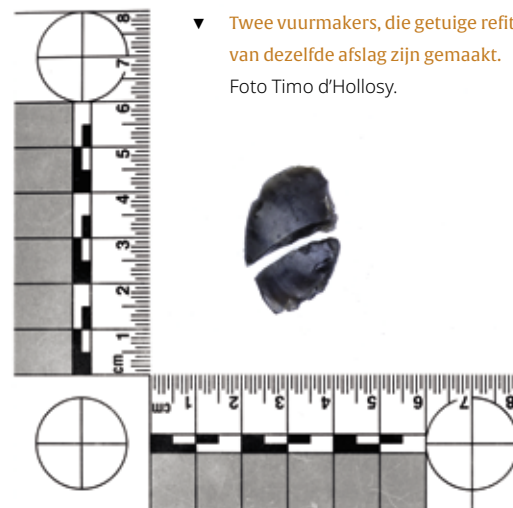 ▼ Twee vuurmakers, die getuige refit
van dezelfde afslag zijn gemaakt.
Foto Timo d'Hollosy.
8
7
6
5
4
3
2
1
cm
cm 1 2 3 4 5 6 7 8